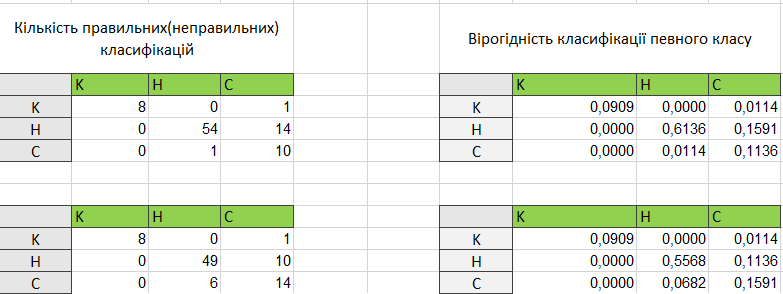 Кількість правильних(неправильних)
класифікацій
Вірогідність класифікації певного класу
К Н С К Н С
К 8 0 1 К 0,0909 0,0000 0,0114
Н 0 54 14 Н 0,0000 0,6136 0,1591
С 0 1 10 С 0,0000 0,0114 0,1136
К Н С К Н С
К 8 0 1 К 0,0909 0,0000 0,0114
Н 0 49 10 Н 0,0000 0,5568 0,1136
С 0 6 14 С 0,0000 0,0682 0,1591